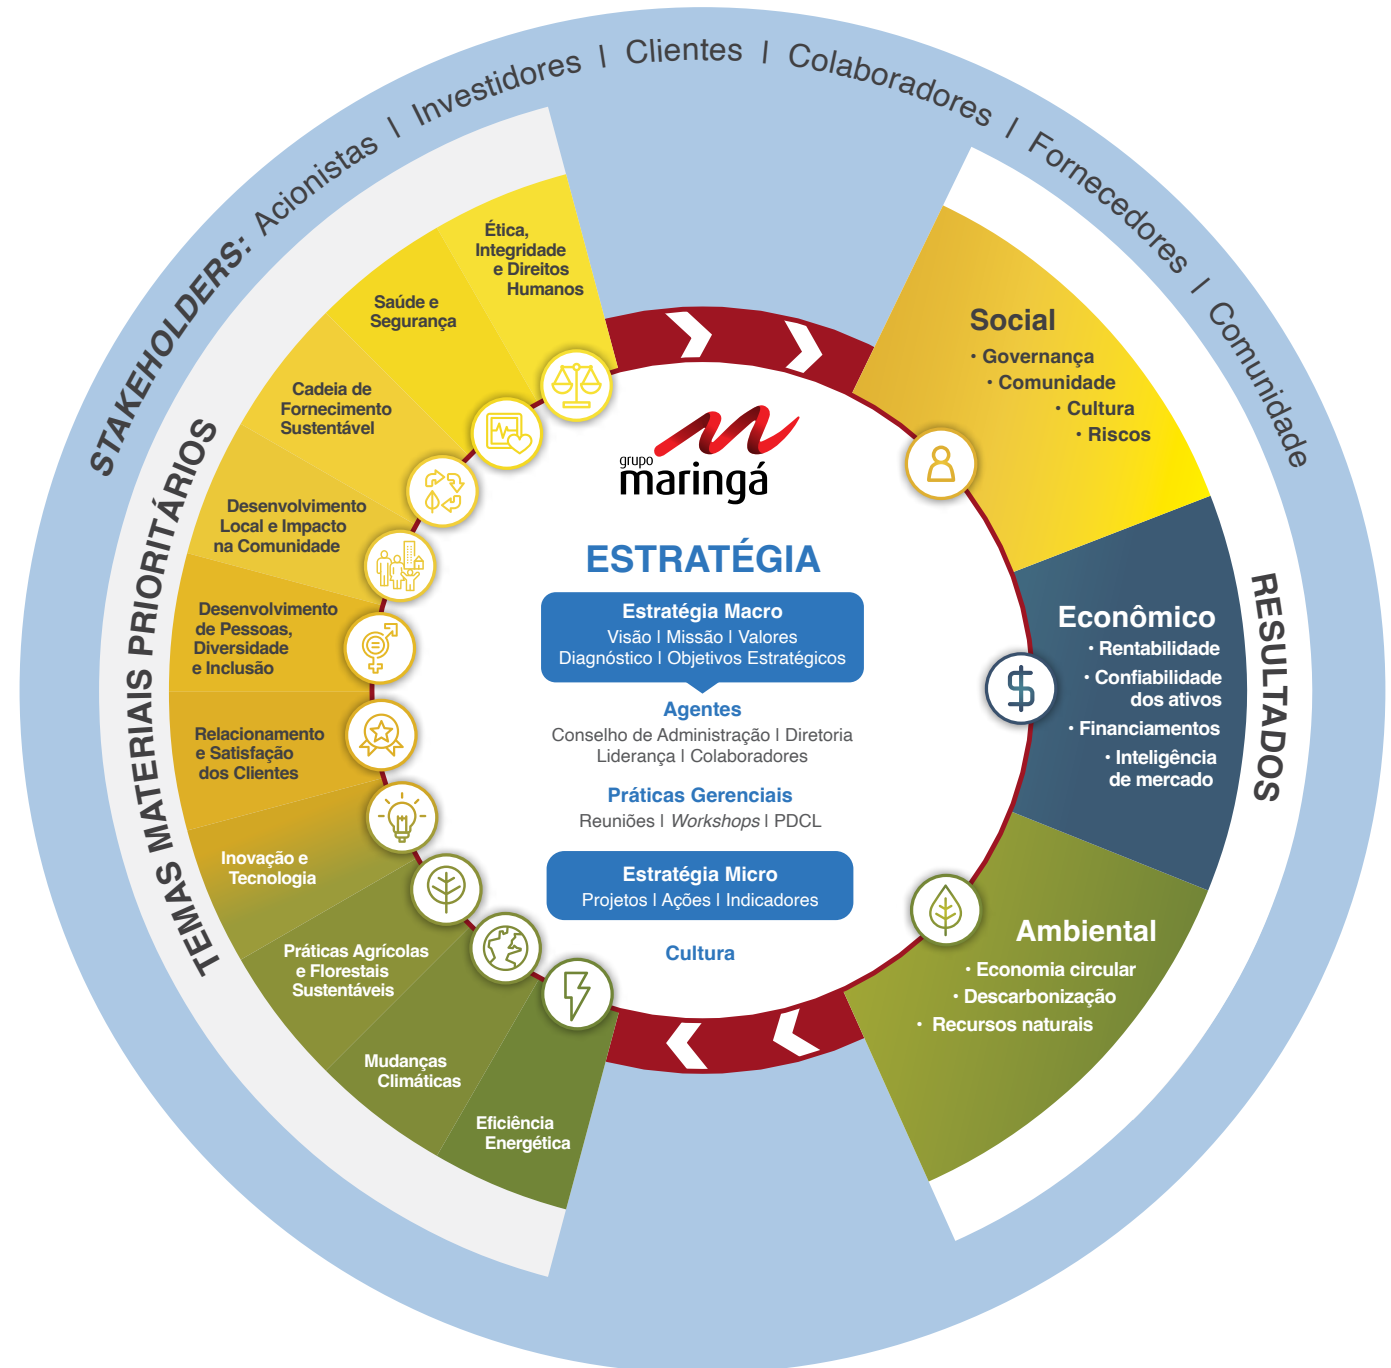 STAKEHOLDERS: Acionistas | Investidores | Clientes | Colaboradores | Fornecedores | Comunidade
TEMAS MATERIAIS PRIORITÁRIOS
Ética,
Integridade
e Direitos
Humanos
Saúde e
Segurança
Cadeia de
Fornecimento
Sustentável
Desenvolvimento
Local e Impacto
na Comunidade
Desenvolvimento
de Pessoas,
Diversidade
e Inclusão
Relacionamento
e Satisfação
dos Clientes
Inovação e
Tecnologia
Práticas Agrícolas
e Florestais
Sustentáveis
Mudanças
Climáticas
Eficiência
Energética
grupo
maringá
ESTRATÉGIA
Estratégia Macro
Visão | Missão | Valores
Diagnóstico | Objetivos Estratégicos
Agentes
Conselho de Administração | Diretoria
Liderança | Colaboradores
Práticas Gerenciais
Reuniões | Workshops | PDCL
Estratégia Micro
Projetos | Ações | Indicadores
Cultura
RESULTADOS
Social
• Governança
• Comunidade
• Cultura
• Riscos
Econômico
• Rentabilidade
• Confiabilidade
dos ativos
• Financiamentos
• Inteligência
de mercado
Ambiental
• Economia circular
• Descarbonização
• Recursos naturais